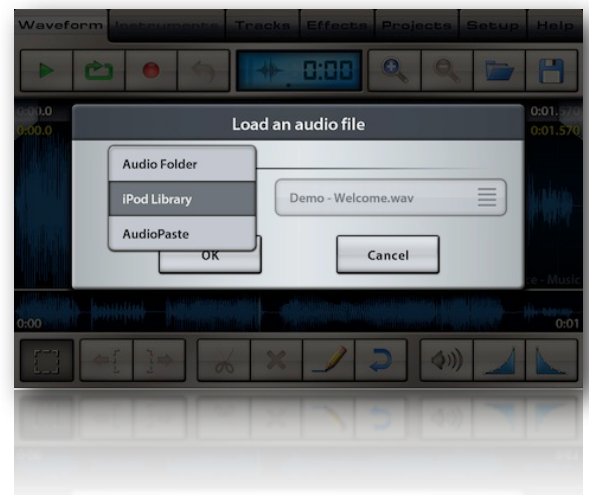 Waveform Instruments Tracks Effects Projects Setup Help
0:00
0:00.0 0:01.570
0:00.0 0:01.570
Load an audio file
Audio Folder
iPod Library
Demo - Welcome.wav
AudioPaste
OK Cancel
- Music
0:00 0:01